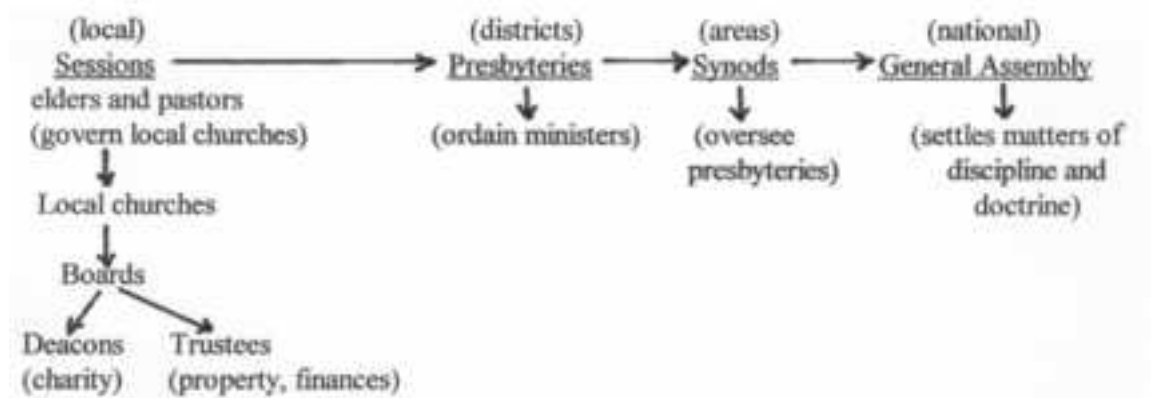 (local) (districts) (areas) (national)
Sessions Presbyteries Synods General Assembly
elders and pastors
(govern local churches) (ordain ministers) (oversee presbyteries) (settles matters of discipline and doctrine)
Local churches
Boards
Deacons Trustees
(charity) (property, finances)